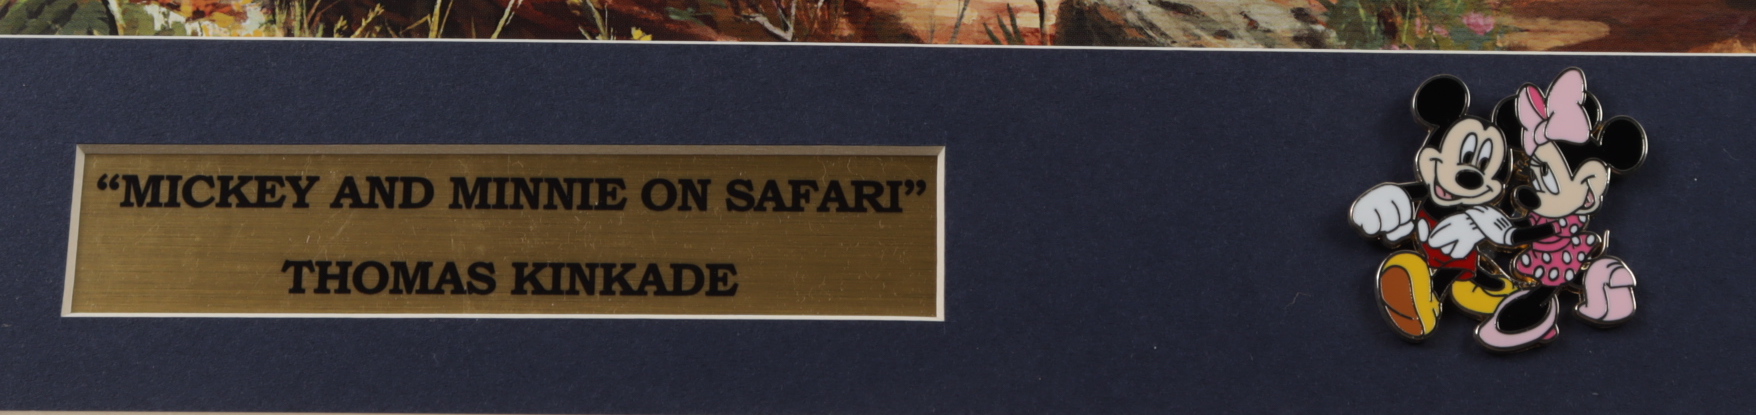 “MICKEY AND MINNIE ON SAFARI”
THOMAS KINKADE